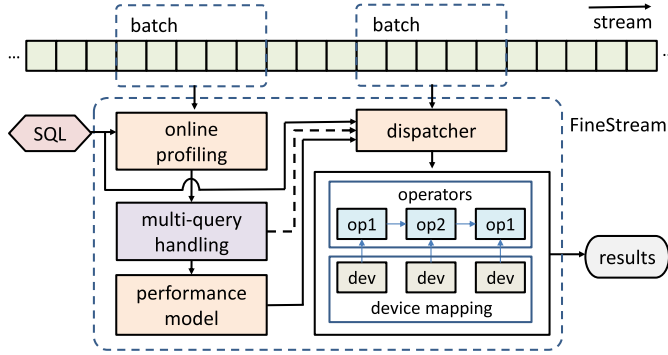 batch
batch
stream
...
...
SQL
online
profiling
dispatcher
FineStream
multi-query
handling
performance
model
operators
op1
op2
op1
dev
dev
dev
device mapping
results